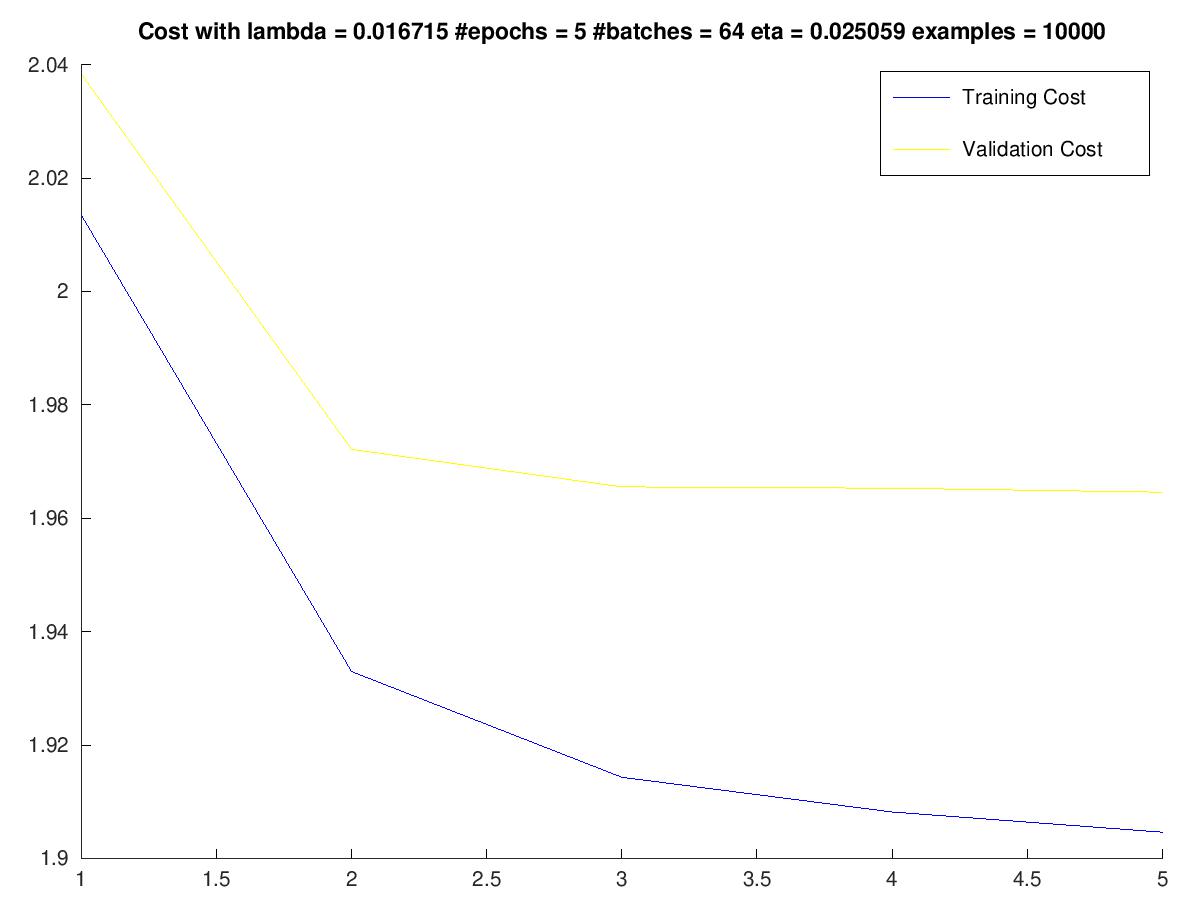 Cost with lambda = 0.016715 #epochs = 5 #batches = 64 eta = 0.025059 examples = 10000
Training Cost
Validation Cost
2.04
2.02
2
1.98
1.96
1.94
1.92
1.9
1 1.5 2 2.5 3 3.5 4 4.5 5